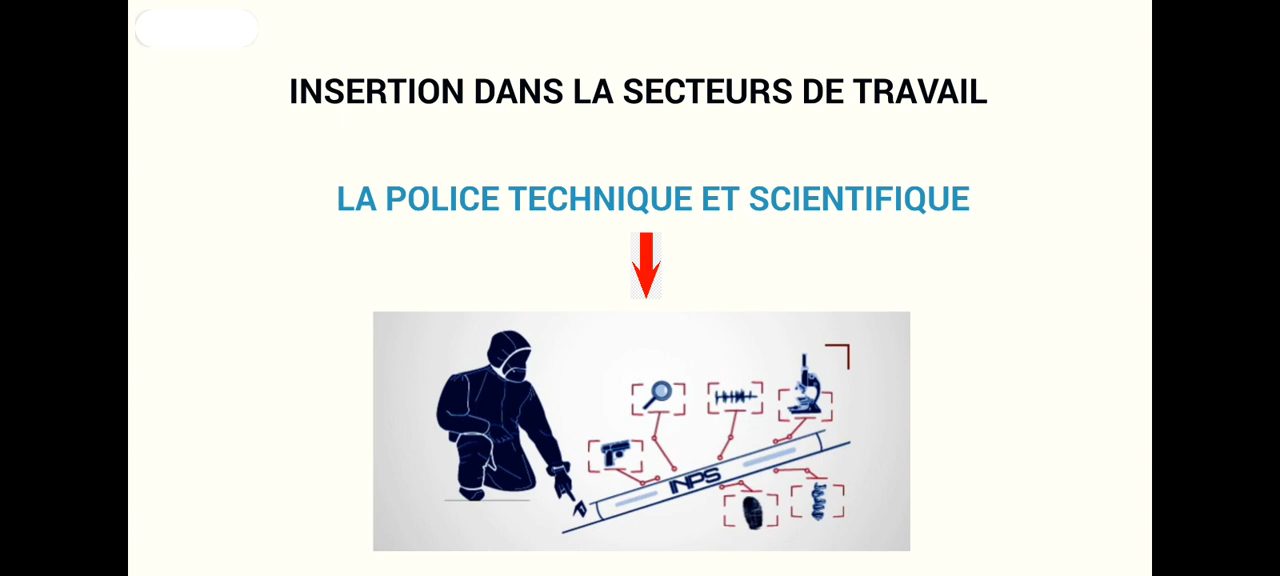 INSERTION DANS LA SECTEURS DE TRAVAIL
LA POLICE TECHNIQUE ET SCIENTIFIQUE
INPS